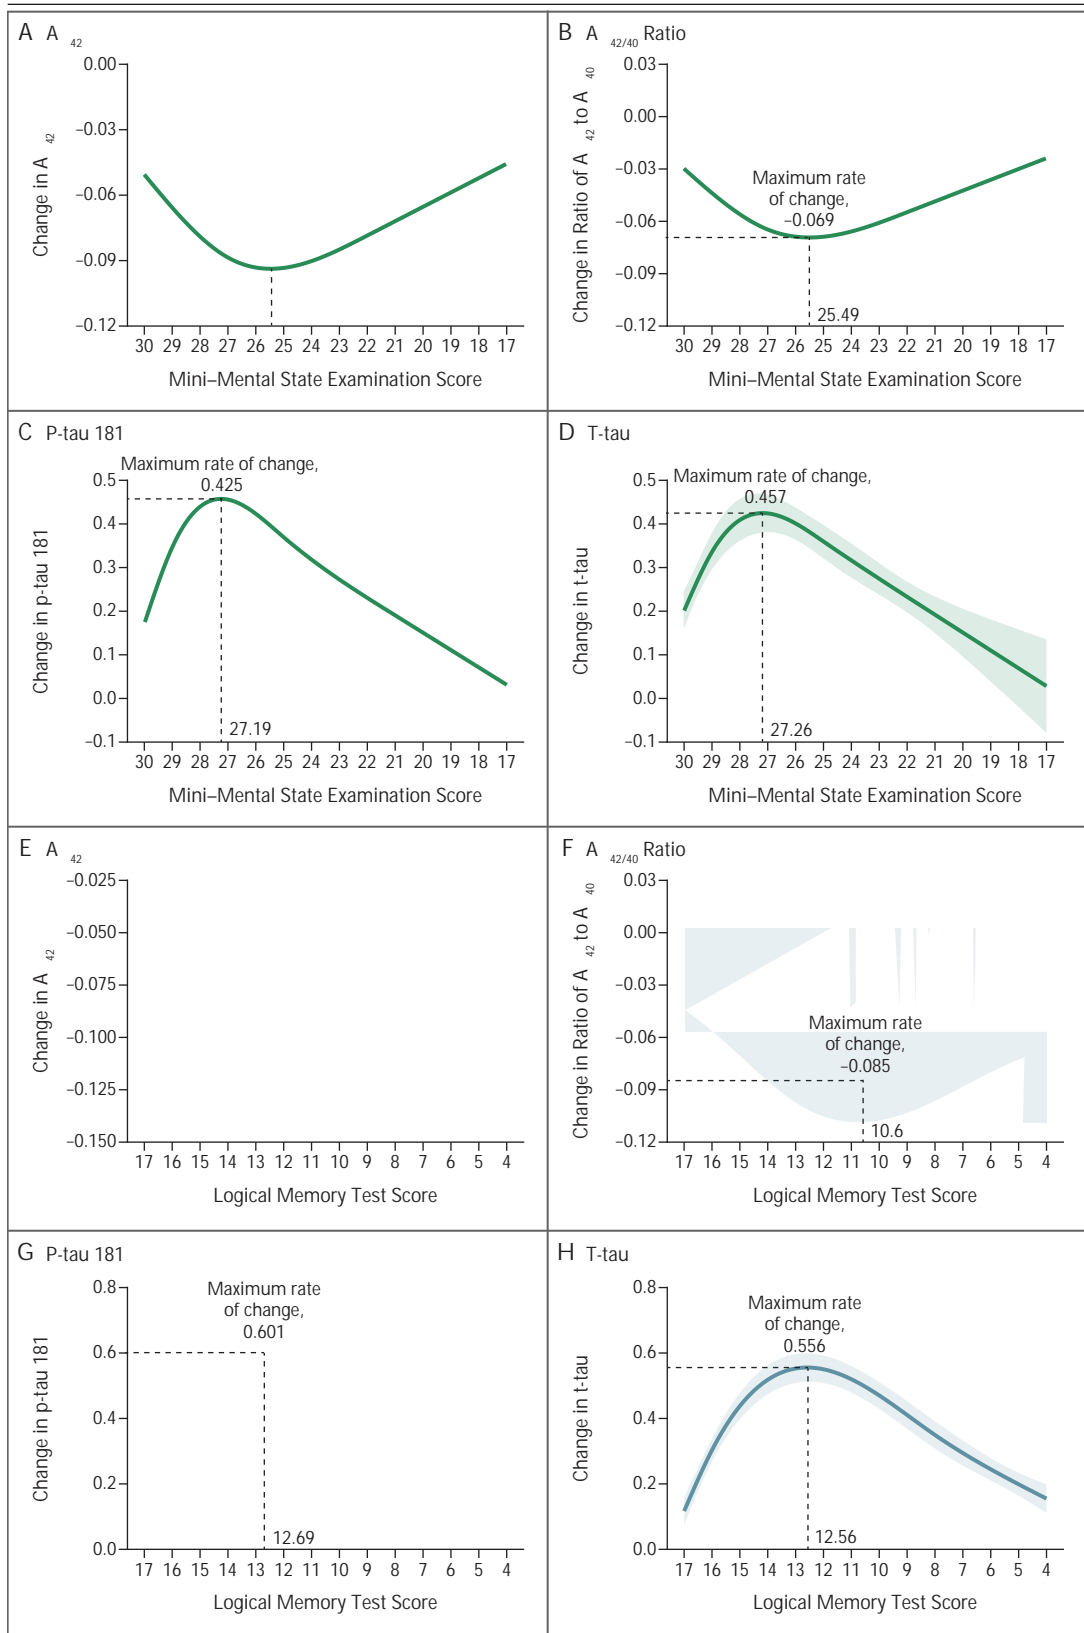 A A 42
Change in A 42
0.00
–0.03
–0.06
–0.09
–0.12
30 29 28 27 26 25 24 23 22 21 20 19 18 17
Mini–Mental State Examination Score
B A 42/40 Ratio
Change in Ratio of A 42 to A 40
0.03
0.00
–0.03
–0.06
–0.09
–0.12
Maximum rate
of change,
–0.069
25.49
30 29 28 27 26 25 24 23 22 21 20 19 18 17
Mini–Mental State Examination Score
C P-tau 181
Change in p-tau 181
Maximum rate of change,
0.425
0.5
0.4
0.3
0.2
0.1
0.0
–0.1
27.19
30 29 28 27 26 25 24 23 22 21 20 19 18 17
Mini–Mental State Examination Score
D T-tau
Change in t-tau
Maximum rate of change,
0.457
0.5
0.4
0.3
0.2
0.1
0.0
–0.1
27.26
30 29 28 27 26 25 24 23 22 21 20 19 18 17
Mini–Mental State Examination Score
E A 42
Change in A 42
–0.025
–0.050
–0.075
–0.100
–0.125
–0.150
17 16 15 14 13 12 11 10 9 8 7 6 5 4
Logical Memory Test Score
F A 42/40 Ratio
Change in Ratio of A 42 to A 40
0.03
0.00
–0.03
–0.06
–0.09
–0.12
Maximum rate
of change,
–0.085
10.6
17 16 15 14 13 12 11 10 9 8 7 6 5 4
Logical Memory Test Score
G P-tau 181
Change in p-tau 181
0.8
0.6
0.4
0.2
0.0
Maximum rate
of change,
0.601
12.69
17 16 15 14 13 12 11 10 9 8 7 6 5 4
Logical Memory Test Score
H T-tau
Change in t-tau
0.8
0.6
0.4
0.2
0.0
Maximum rate
of change,
0.556
12.56
17 16 15 14 13 12 11 10 9 8 7 6 5 4
Logical Memory Test Score